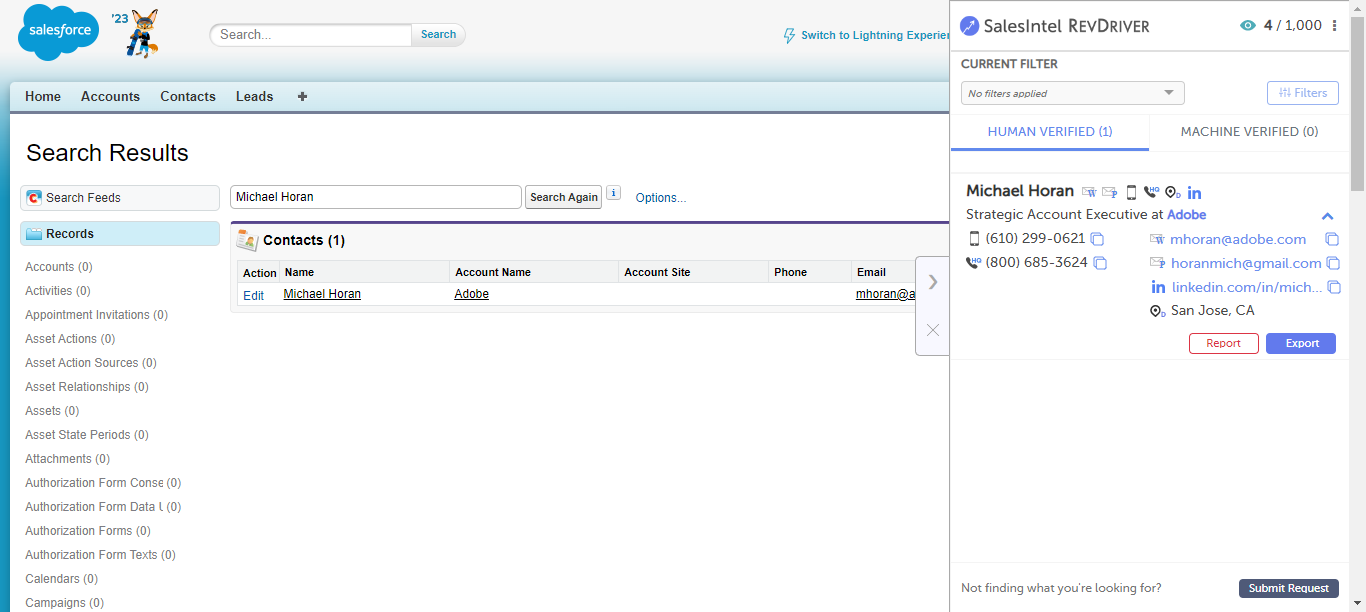 salesforce
'23
Search...
Search
Switch to Lightning Experien
Home
Accounts
Contacts
Leads
Search Results
Search Feeds
Records
Accounts (0)
Activities (0)
Appointment Invitations (0)
Asset Actions (0)
Asset Action Sources (0)
Asset Relationships (0)
Assets (0)
Asset State Periods (0)
Attachments (0)
Authorization Form Conse (0)
Authorization Form Data U (0)
Authorization Forms (0)
Authorization Form Texts (0)
Calendars (0)
Campaigns (0)
Michael Horan
Search Again
i
Options...
Contacts (1)
Action Name Account Name Account Site Phone Email
Edit Michael Horan Adobe mhoran@a
SalesIntel REVDRIVER
4 / 1,000
CURRENT FILTER
No filters applied
Filters
HUMAN VERIFIED (1)
MACHINE VERIFIED (0)
Michael Horan
W P HQ D in
Strategic Account Executive at Adobe
(610) 299-0621
W mhoran@adobe.com
HQ (800) 685-3624
P horanmich@gmail.com
in linkedin.com/in/mich...
D San Jose, CA
Report
Export
Not finding what you're looking for?
Submit Request